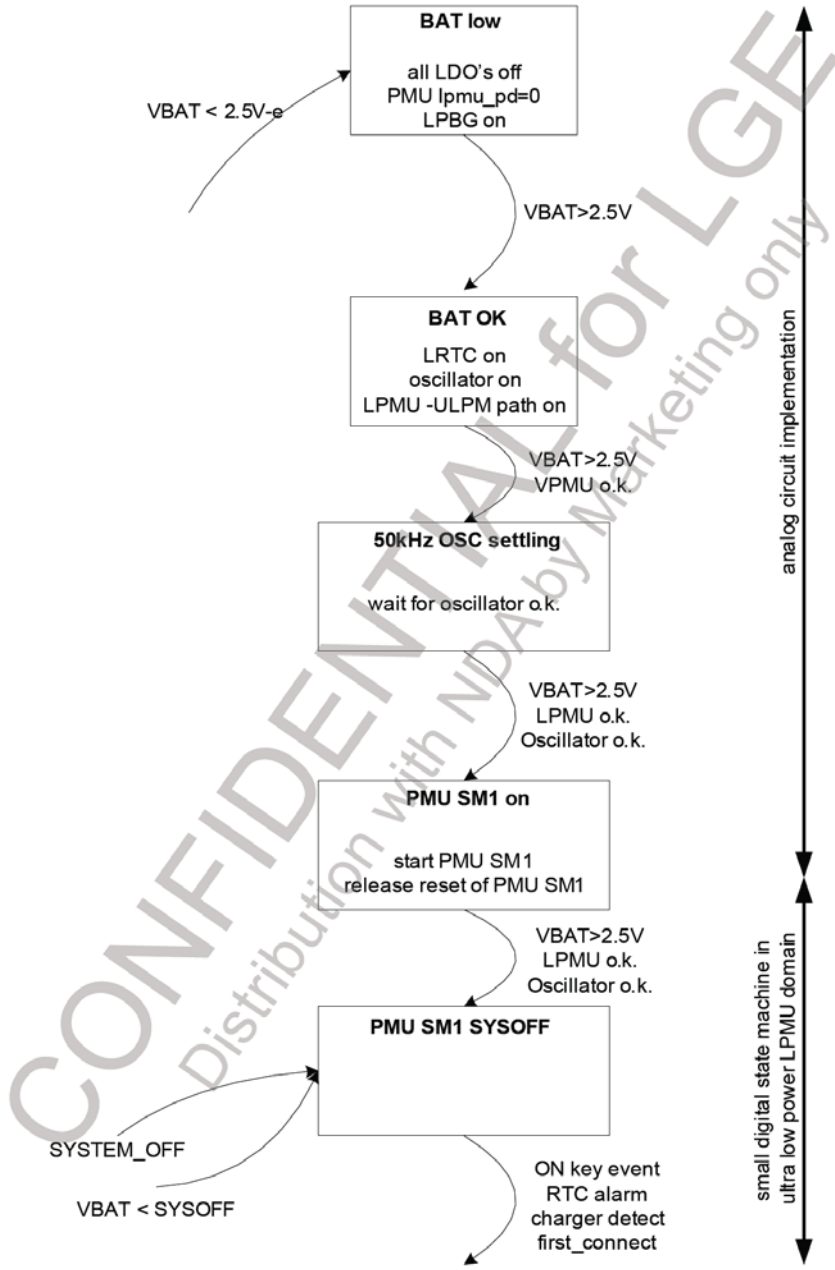 BAT low
all LDO's off
PMU lpmu_pd=0
LPBG on
VBAT < 2.5V-e
VBAT>2.5V
BAT OK
LRTC on
oscillator on
LPMU -ULPM path on
VBAT>2.5V
VPMU o.k.
50kHz OSC settling
wait for oscillator o.k.
VBAT>2.5V
LPMU o.k.
Oscillator o.k.
PMU SM1 on
start PMU SM1
release reset of PMU SM1
VBAT>2.5V
LPMU o.k.
Oscillator o.k.
PMU SM1 SYSOFF
SYSTEM_OFF
VBAT < SYSOFF
ON key event
RTC alarm
charger detect
first_connect
analog circuit implementation
small digital state machine in
ultra low power LPMU domain
CONFIDENTIAL for LGE
Distribution with NDA by Marketing only